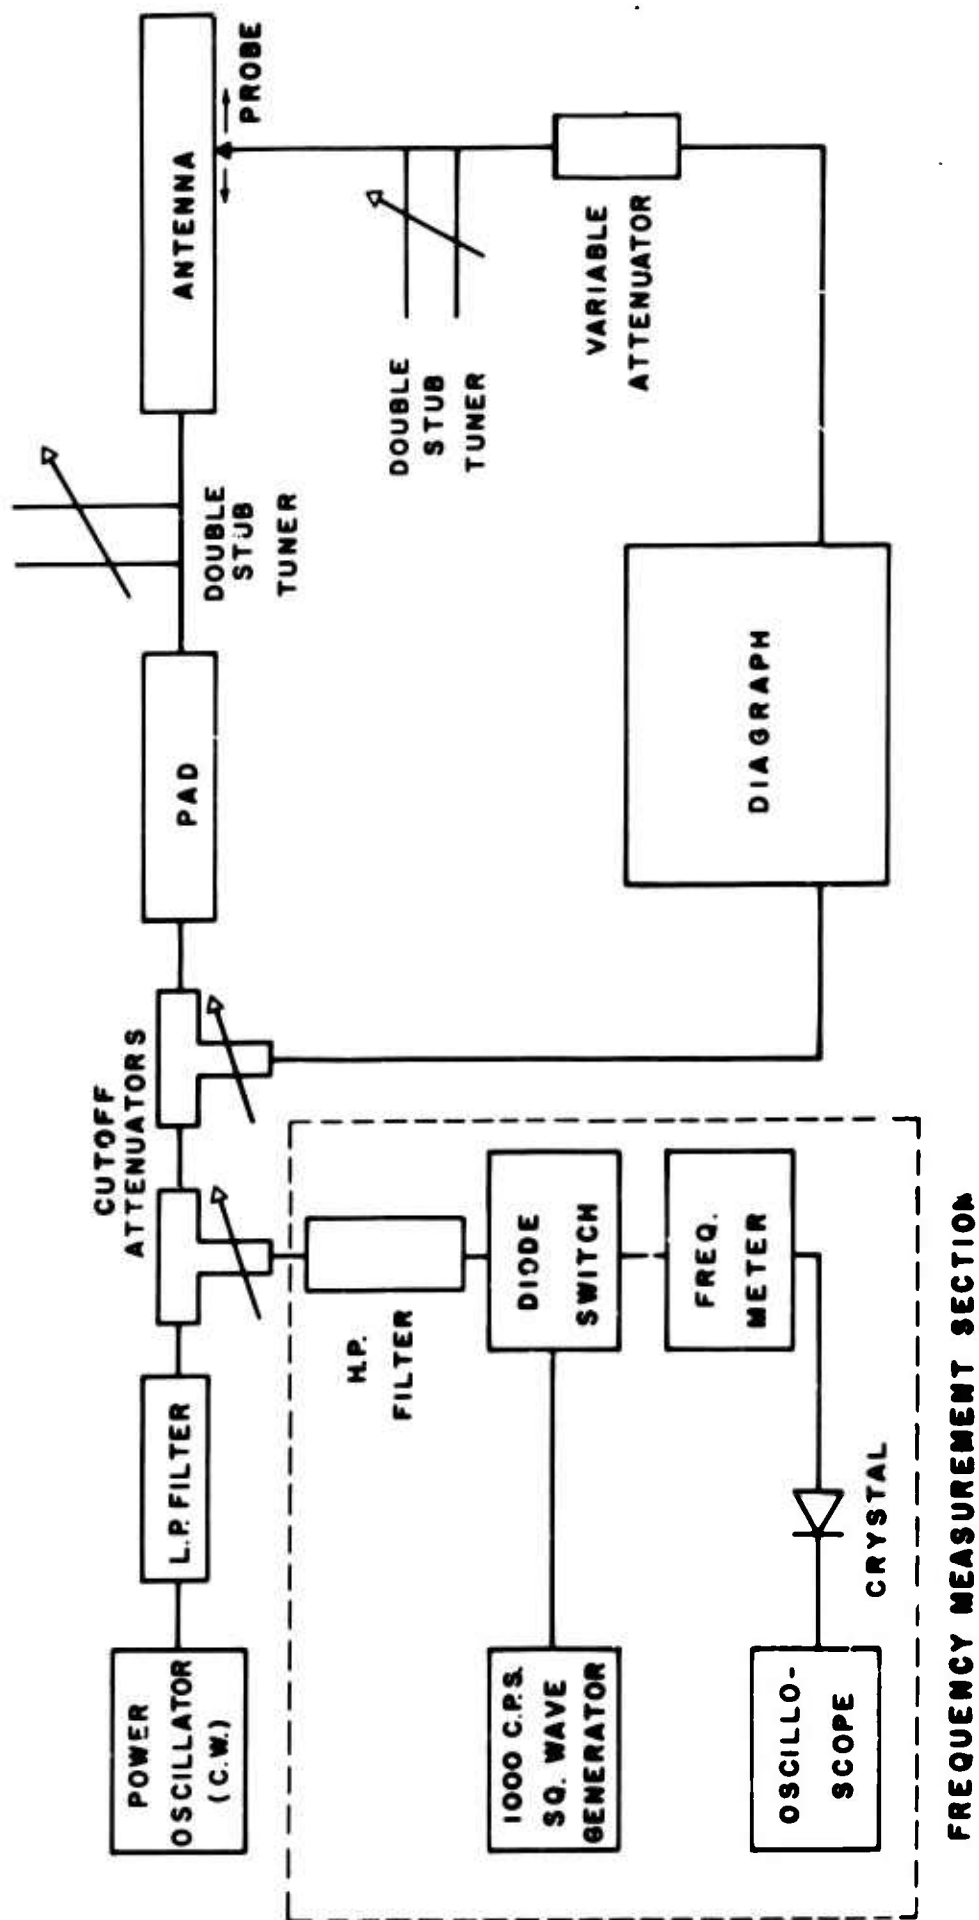 POWER
OSCILLATOR
(C.W.)
L.P. FILTER
CUTOFF
ATTENUATORS
PAD
DOUBLE
STUB
TUNER
ANTENNA
PROBE
H.P.
FILTER
1000 C.P.S.
SQ. WAVE
GENERATOR
DIODE
SWITCH
FREQ.
METER
OSCILLO-
SCOPE
CRYSTAL
DIAGRAPH
DOUBLE
STUB
TUNER
VARIABLE
ATTENUATOR
FREQUENCY MEASUREMENT SECTION